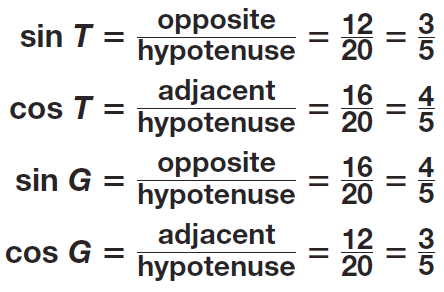 sin T = opposite/hypotenuse = 12/20 = 3/5
cos T = adjacent/hypotenuse = 16/20 = 4/5
sin G = opposite/hypotenuse = 16/20 = 4/5
cos G = adjacent/hypotenuse = 12/20 = 3/5